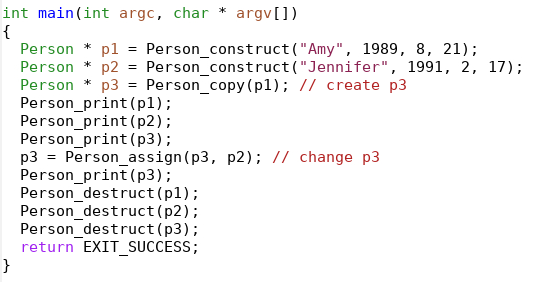 int main(int argc, char * argv[])
{
  Person * p1 = Person_construct("Amy", 1989, 8, 21);
  Person * p2 = Person_construct("Jennifer", 1991, 2, 17);
  Person * p3 = Person_copy(p1); // create p3
  Person_print(p1);
  Person_print(p2);
  Person_print(p3);
  p3 = Person_assign(p3, p2); // change p3
  Person_print(p3);
  Person_destruct(p1);
  Person_destruct(p2);
  Person_destruct(p3);
  return EXIT_SUCCESS;
}